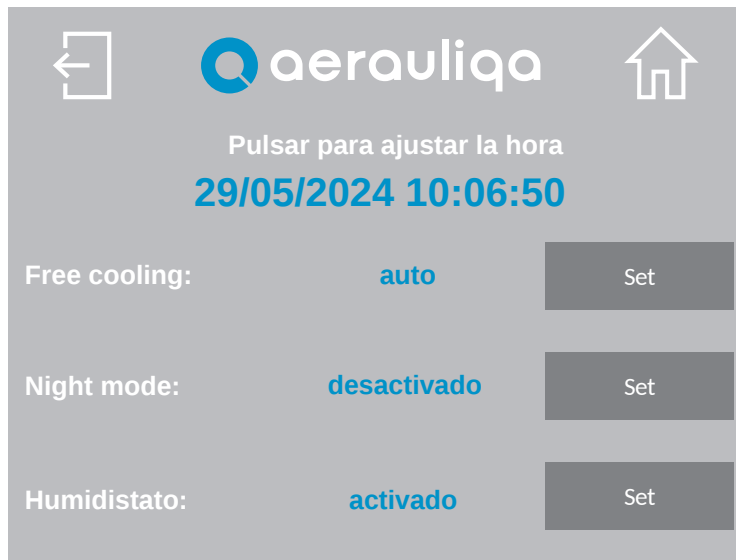 aerauliqa
Pulsar para ajustar la hora
29/05/2024 10:06:50
Free cooling: auto Set
Night mode: desactivado Set
Humidistato: activado Set